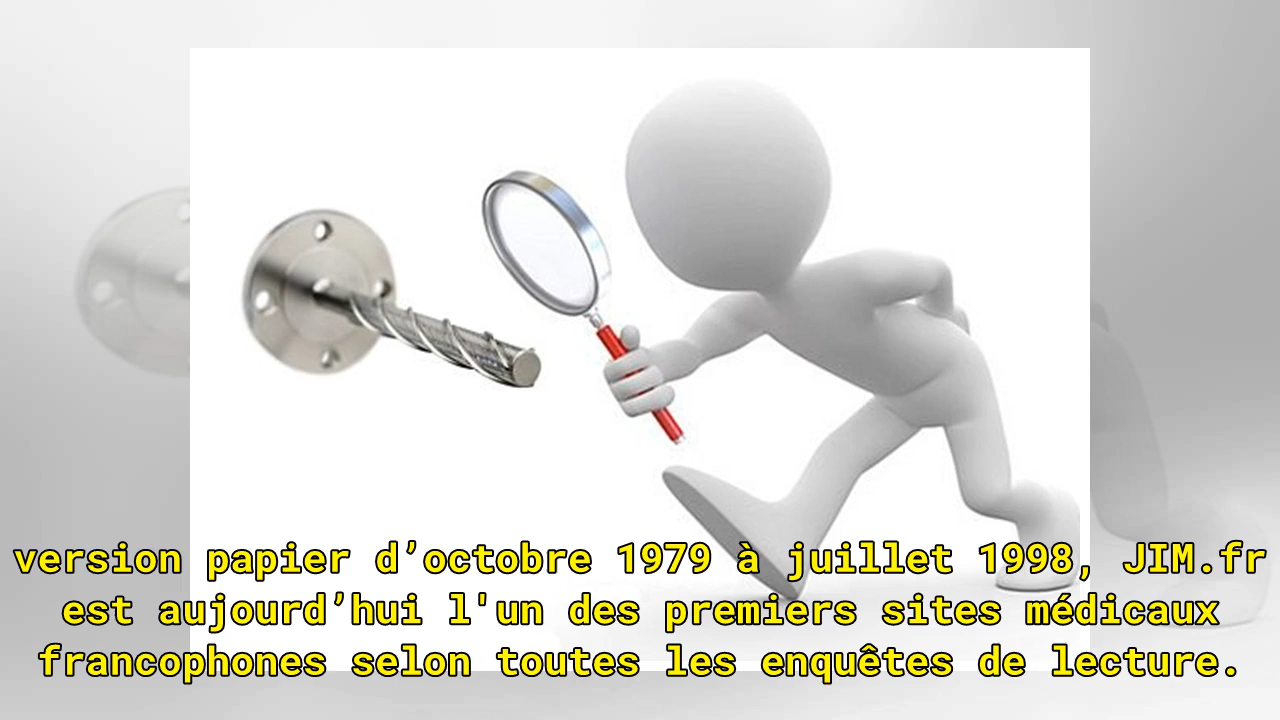 version papier d’octobre 1979 à juillet 1998, JIM.fr
est aujourd’hui l'un des premiers sites médicaux
francophones selon toutes les enquêtes de lecture.